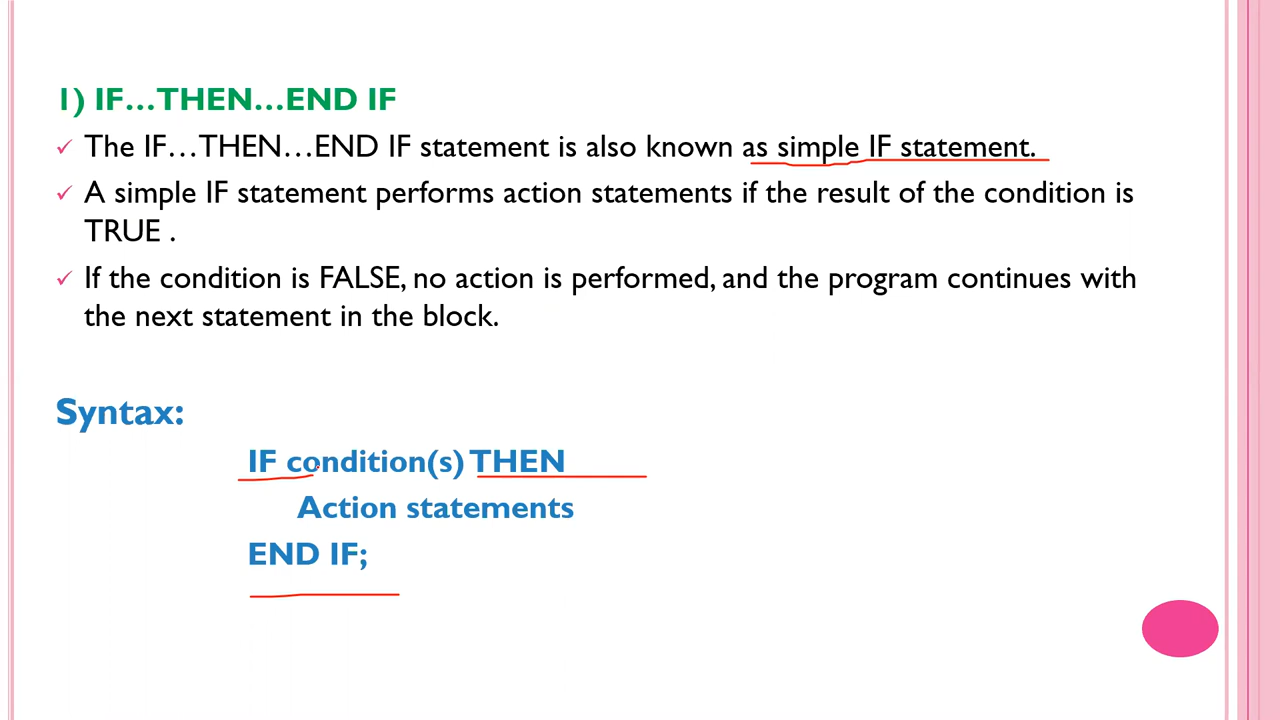 1) IF…THEN…END IF
✓ The IF…THEN…END IF statement is also known as simple IF statement.
✓ A simple IF statement performs action statements if the result of the condition is
TRUE .
✓ If the condition is FALSE, no action is performed, and the program continues with
the next statement in the block.
Syntax:
IF condition(s) THEN
Action statements
END IF;